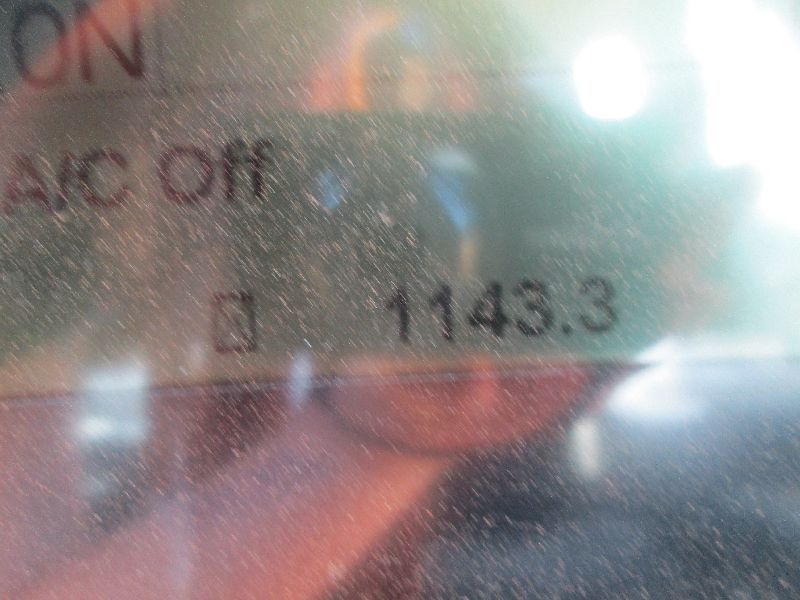 ON
A/C Off
1143.3